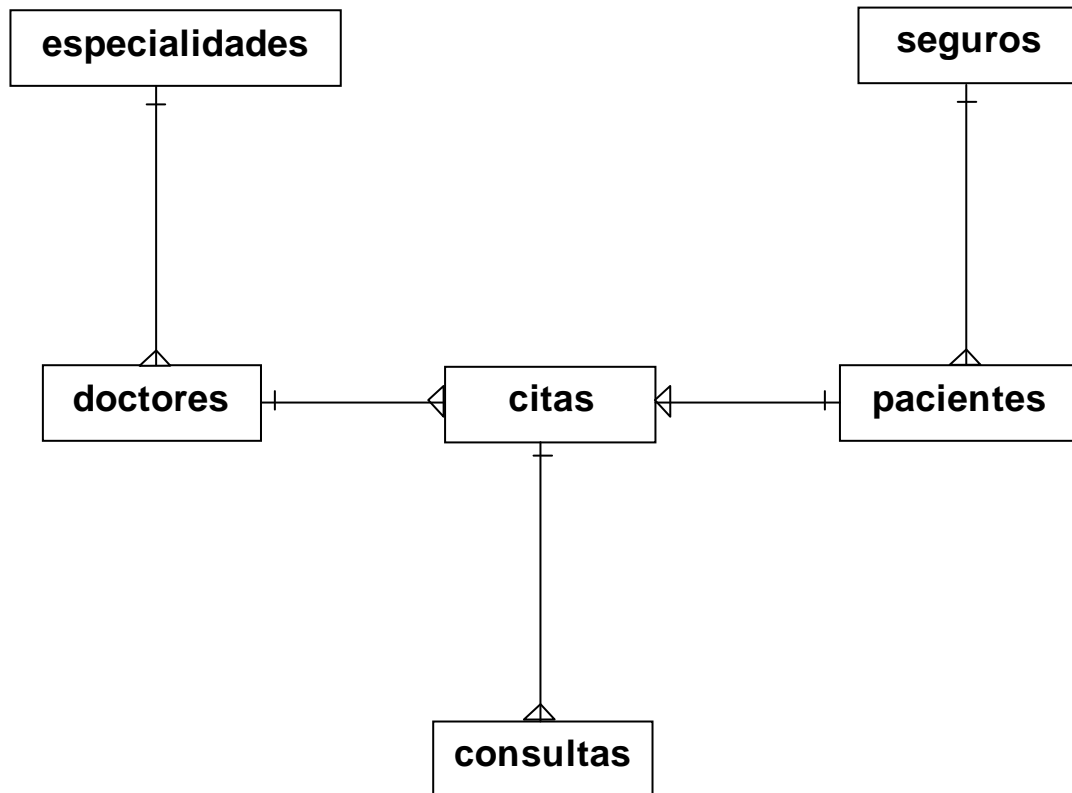 especialidades
seguros
doctores
citas
pacientes
consultas